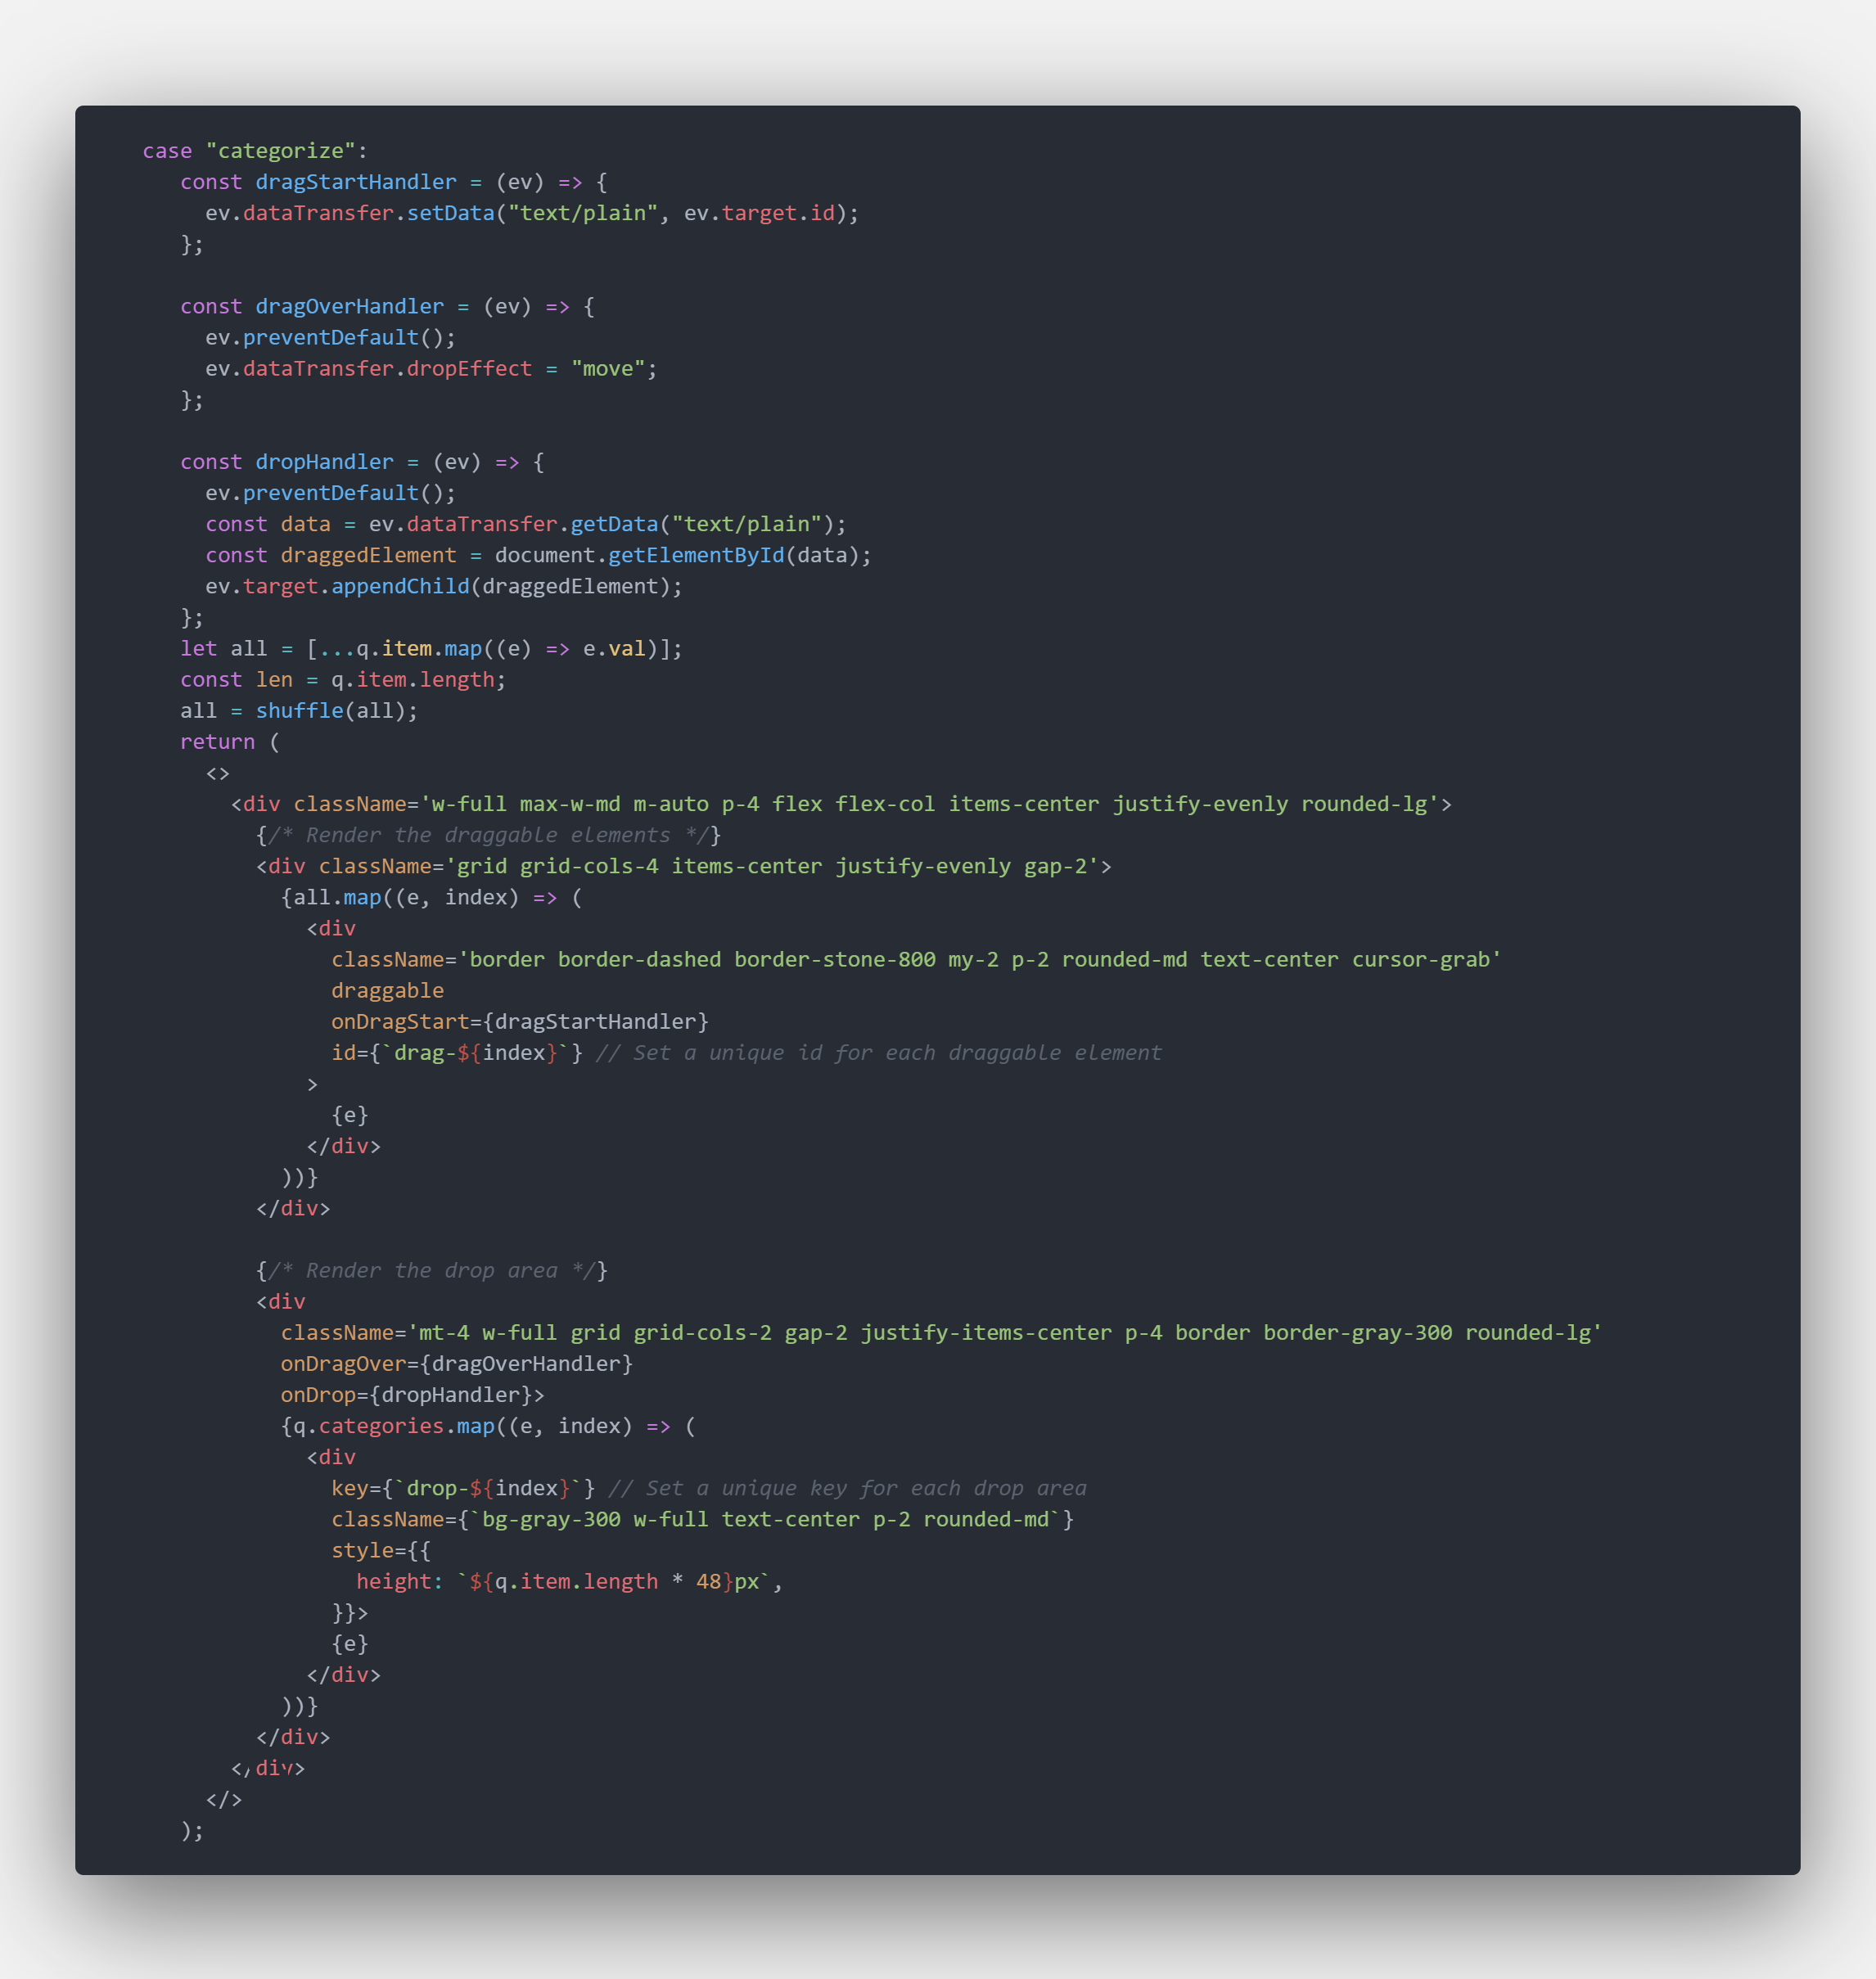 case "categorize":
const dragStartHandler = (ev) => {
ev.dataTransfer.setData("text/plain", ev.target.id);
};
const dragOverHandler = (ev) => {
ev.preventDefault();
ev.dataTransfer.dropEffect = "move";
};
const dropHandler = (ev) => {
ev.preventDefault();
const data = ev.dataTransfer.getData("text/plain");
const draggedElement = document.getElementById(data);
ev.target.appendChild(draggedElement);
};
let all = [...q.item.map((e) => e.val)];
const len = q.item.length;
all = shuffle(all);
return (
<>
<div className='w-full max-w-md m-auto p-4 flex flex-col items-center justify-evenly rounded-lg'>
{/* Render the draggable elements */}
<div className='grid grid-cols-4 items-center justify-evenly gap-2'>
{all.map((e, index) => (
<div
className='border border-dashed border-stone-800 my-2 p-2 rounded-md text-center cursor-grab'
draggable
onDragStart={dragStartHandler}
id={`drag-${index}`} // Set a unique id for each draggable element
>
{e}
</div>
))}
</div>
{/* Render the drop area */}
<div
className='mt-4 w-full grid grid-cols-2 gap-2 justify-items-center p-4 border border-gray-300 rounded-lg'
onDragOver={dragOverHandler}
onDrop={dropHandler}>
{q.categories.map((e, index) => (
<div
key={`drop-${index}`} // Set a unique key for each drop area
className={`bg-gray-300 w-full text-center p-2 rounded-md`}
style={{
height: `${q.item.length * 48}px`,
}}>
{e}
</div>
))}
</div>
</div>
</>
);